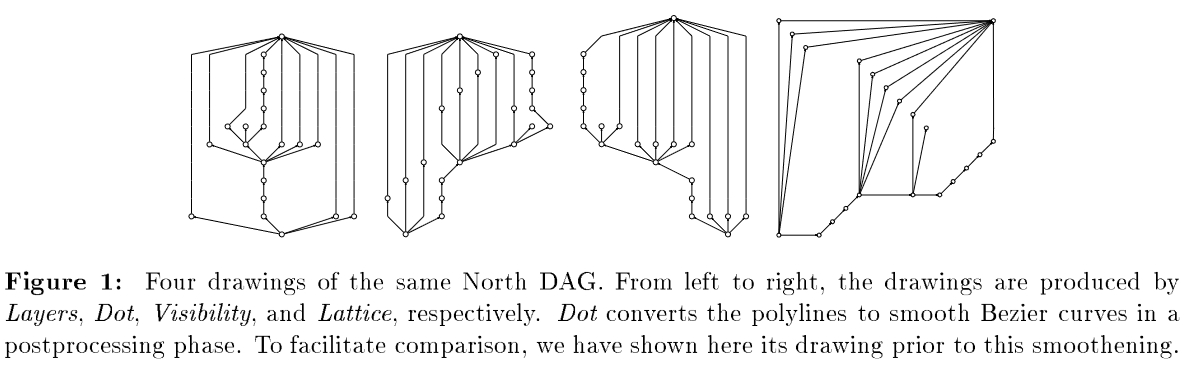 Figure 1: Four drawings of the same North DAG. From left to right, the drawings are produced by
Layers, Dot, Visibility, and Lattice, respectively. Dot converts the polylines to smooth Bezier curves in a
postprocessing phase. To facilitate comparison, we have shown here its drawing prior to this smoothening.